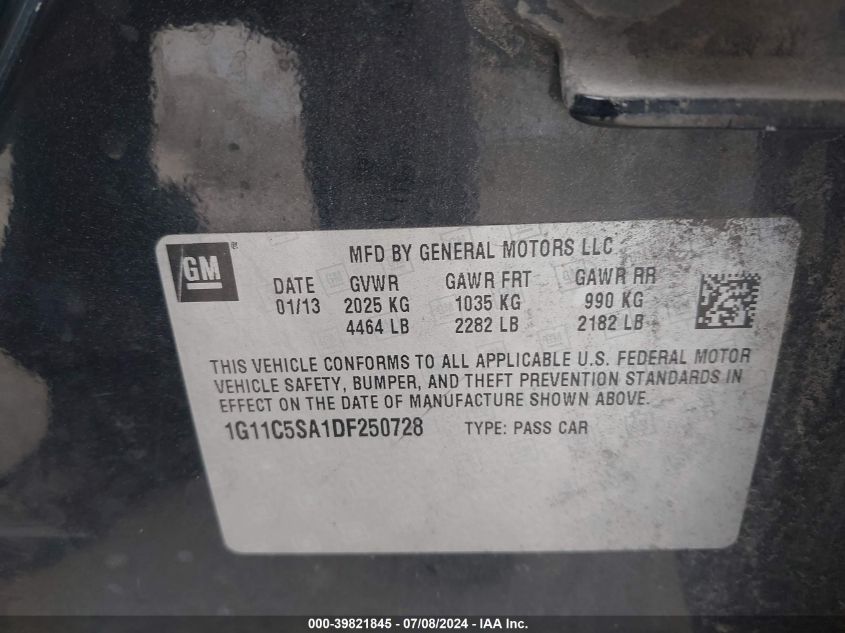 GM ® MFD BY GENERAL MOTORS LLC
DATE GVWR GAWR FRT GAWR RR
01/13 2025 KG 1035 KG 990 KG
4464 LB 2282 LB 2182 LB
THIS VEHICLE CONFORMS TO ALL APPLICABLE U.S. FEDERAL MOTOR
VEHICLE SAFETY, BUMPER, AND THEFT PREVENTION STANDARDS IN
EFFECT ON THE DATE OF MANUFACTURE SHOWN ABOVE.
1G11C5SA1DF250728 TYPE: PASS CAR
000-39821845 / 07/08/2024 - IAA Inc.